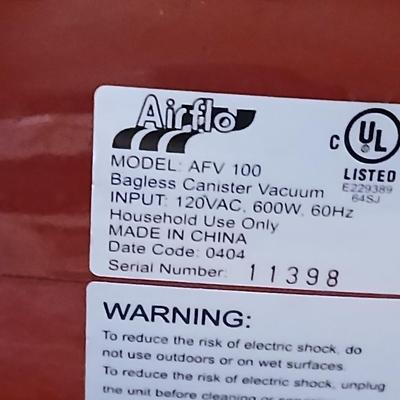 Airflo
MODEL: AFV 100
Bagless Canister Vacuum
INPUT: 120VAC, 600W, 60Hz
Household Use Only
MADE IN CHINA
Date Code: 0404
Serial Number: 11398
C UL
LISTED
E229389
64SJ
WARNING:
To reduce the risk of electric shock, do
not use outdoors or on wet surfaces.
To reduce the risk of electric shock, unplug
the unit before cleaning or